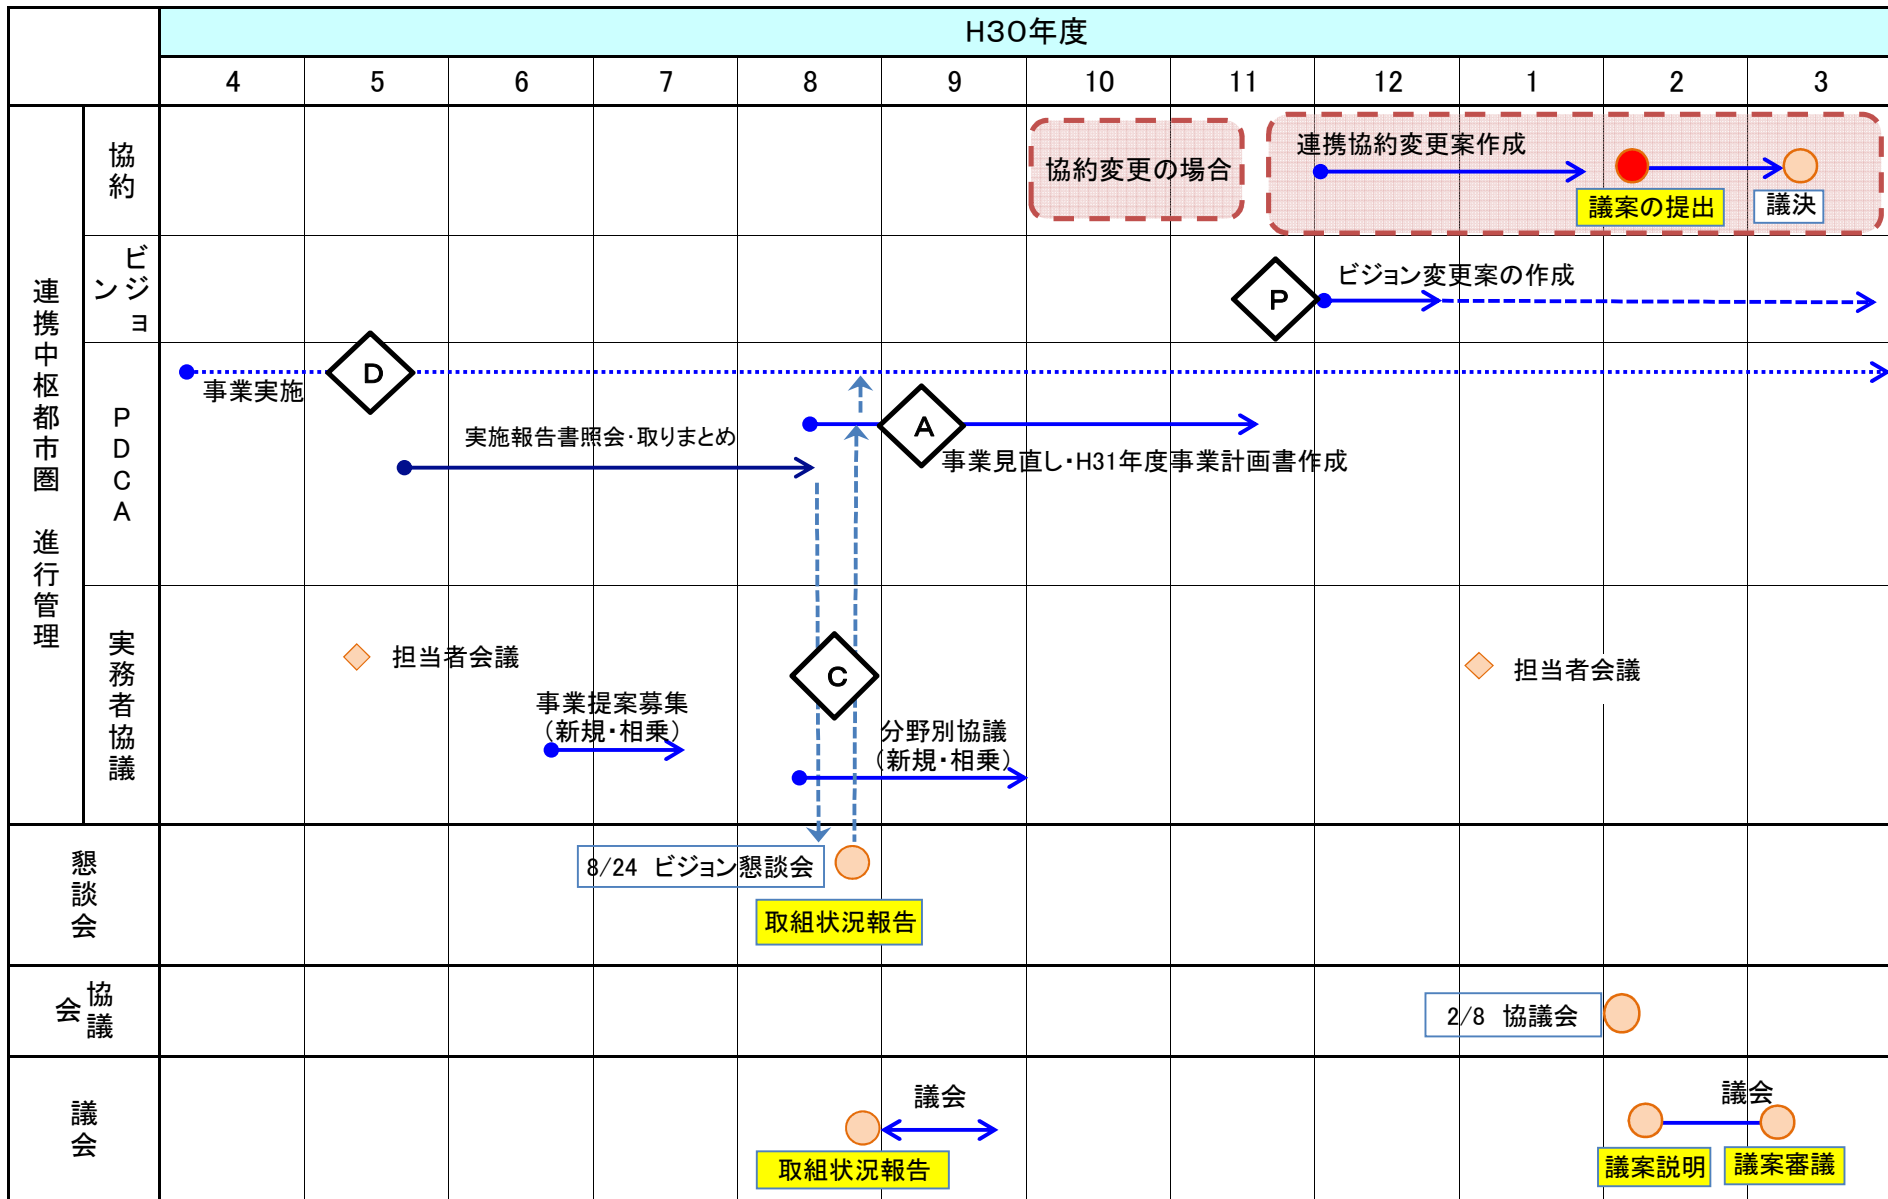 H30年度
4 5 6 7 8 9 10 11 12 1 2 3
連携中枢都市圏 進行管理
協約
協約変更の場合
連携協約変更案作成
議案の提出
議決
ビジョン
P
ビジョン変更案の作成
PDCA
D
事業実施
A
実施報告書照会・取りまとめ
事業見直し・H31年度事業計画書作成
実務者協議
担当者会議
C
担当者会議
事業提案募集
(新規・相乗)
分野別協議
(新規・相乗)
懇談会
8/24 ビジョン懇談会
取組状況報告
協議会
2/8 協議会
議会
議会
取組状況報告
議会
議案説明
議案審議